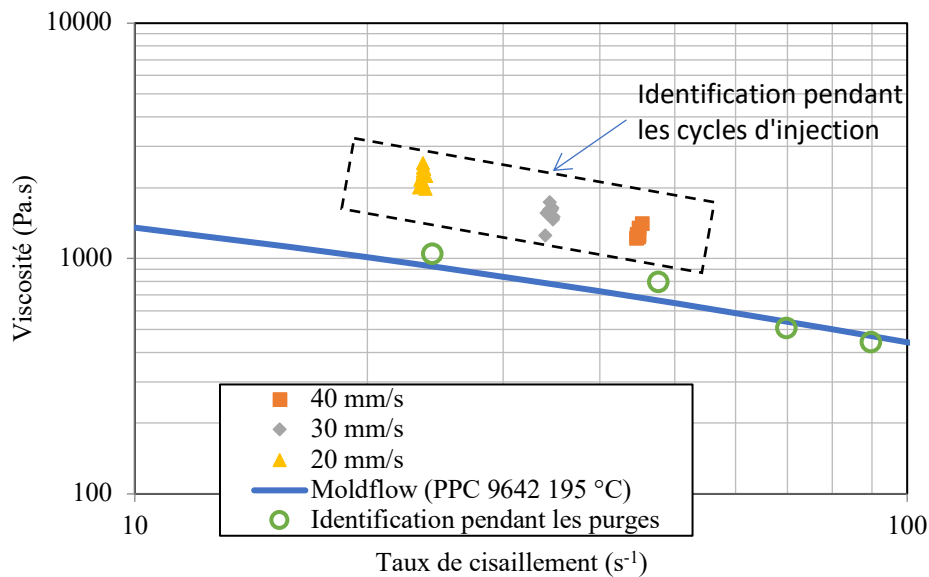 10000
1000
100
Viscosité (Pa.s)
Identification pendant
les cycles d'injection
40 mm/s
30 mm/s
20 mm/s
Moldflow (PPC 9642 195 °C)
Identification pendant les purges
10
100
Taux de cisaillement (s⁻¹)